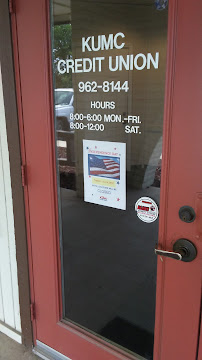 KUMC
CREDIT UNION
962-8144
HOURS
8:00-6:00 MON.-FRI.
8:00-12:00 SAT.